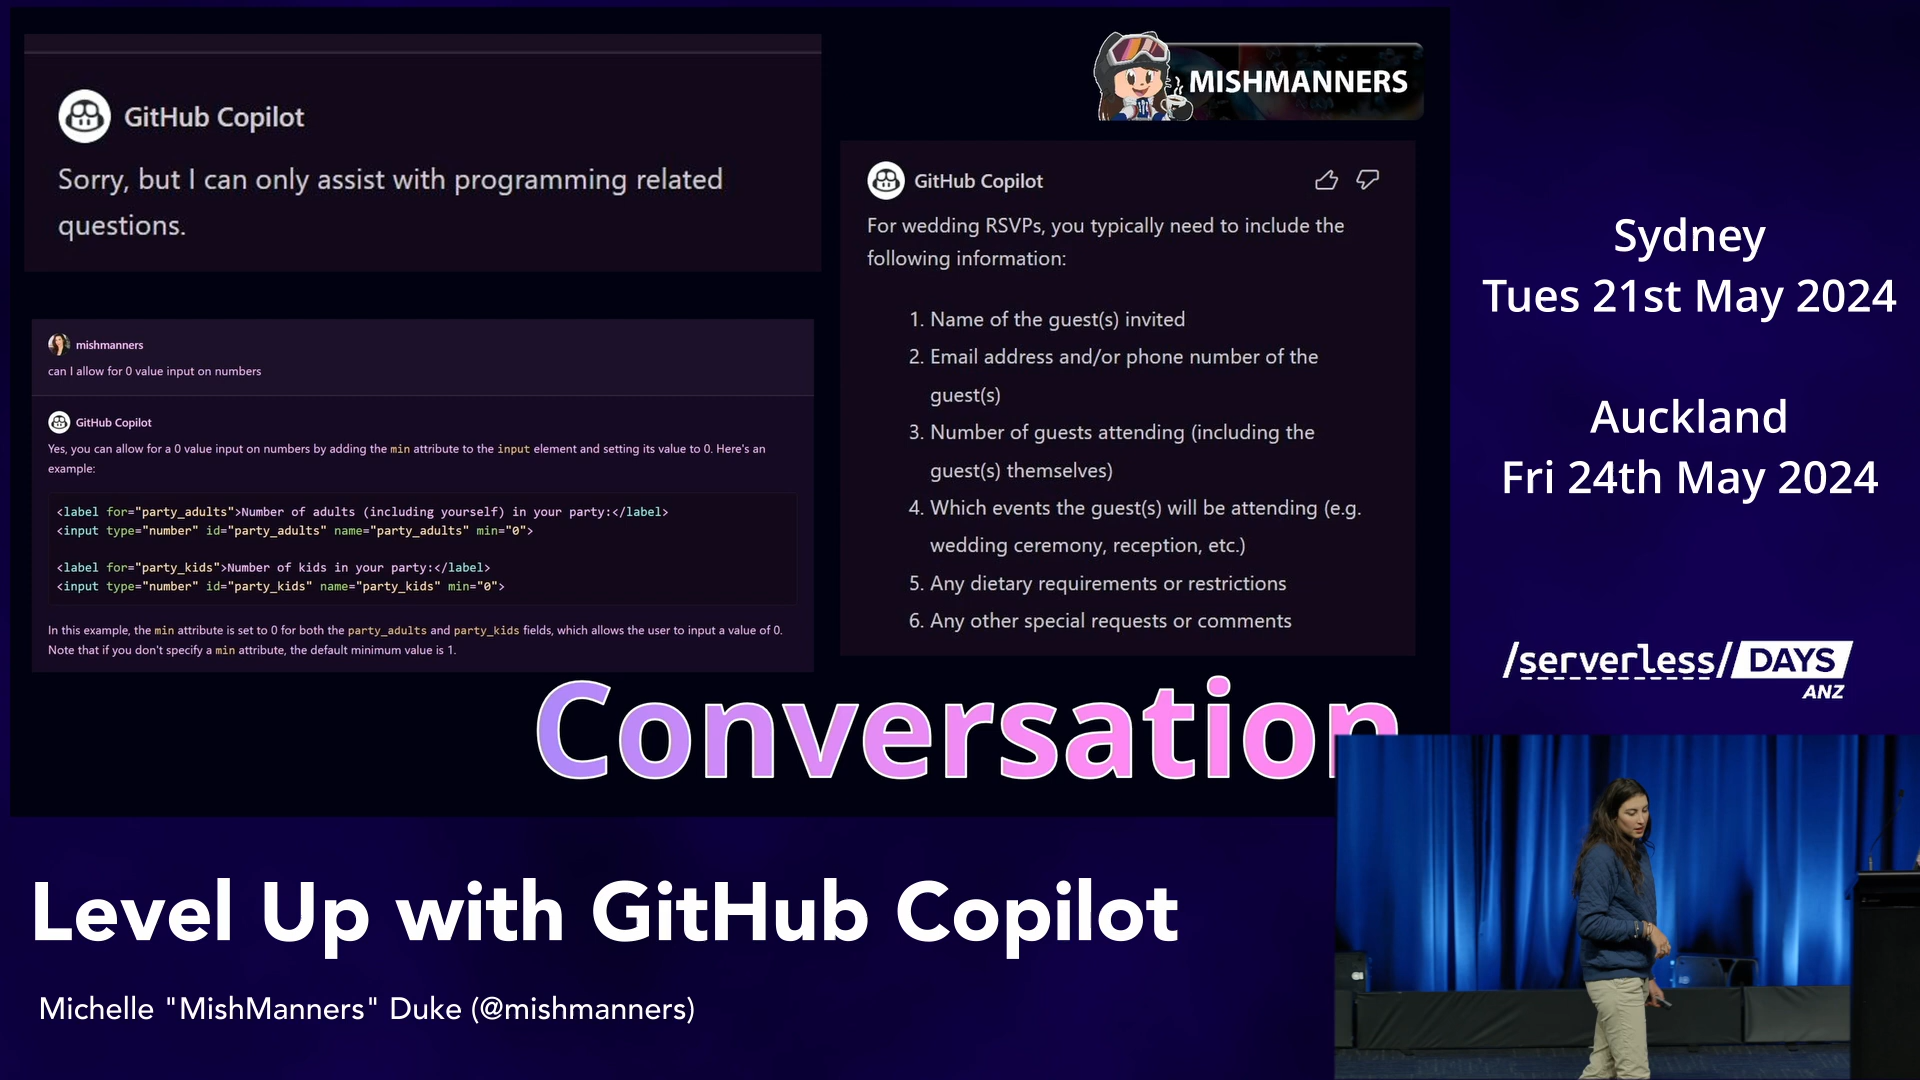 GitHub Copilot
Sorry, but I can only assist with programming related
questions.
mishmanners
can I allow for 0 value input on numbers
GitHub Copilot
Yes, you can allow for a 0 value input on numbers by adding the min attribute to the input element and setting its value to 0. Here's an
example:
<label for="party_adults">Number of adults (including yourself) in your party:</label>
<input type="number" id="party_adults" name="party_adults" min="0">
<label for="party_kids">Number of kids in your party:</label>
<input type="number" id="party_kids" name="party_kids" min="0">
In this example, the min attribute is set to 0 for both the party_adults and party_kids fields, which allows the user to input a value of 0.
Note that if you don't specify a min attribute, the default minimum value is 1.
MISHMANNERS
GitHub Copilot
For wedding RSVPs, you typically need to include the
following information:
1. Name of the guest(s) invited
2. Email address and/or phone number of the
guest(s)
3. Number of guests attending (including the
guest(s) themselves)
4. Which events the guest(s) will be attending (e.g.
wedding ceremony, reception, etc.)
5. Any dietary requirements or restrictions
6. Any other special requests or comments
Conversation
Sydney
Tues 21st May 2024
Auckland
Fri 24th May 2024
/serverless/DAYS
ANZ
Level Up with GitHub Copilot
Michelle "MishManners" Duke (@mishmanners)